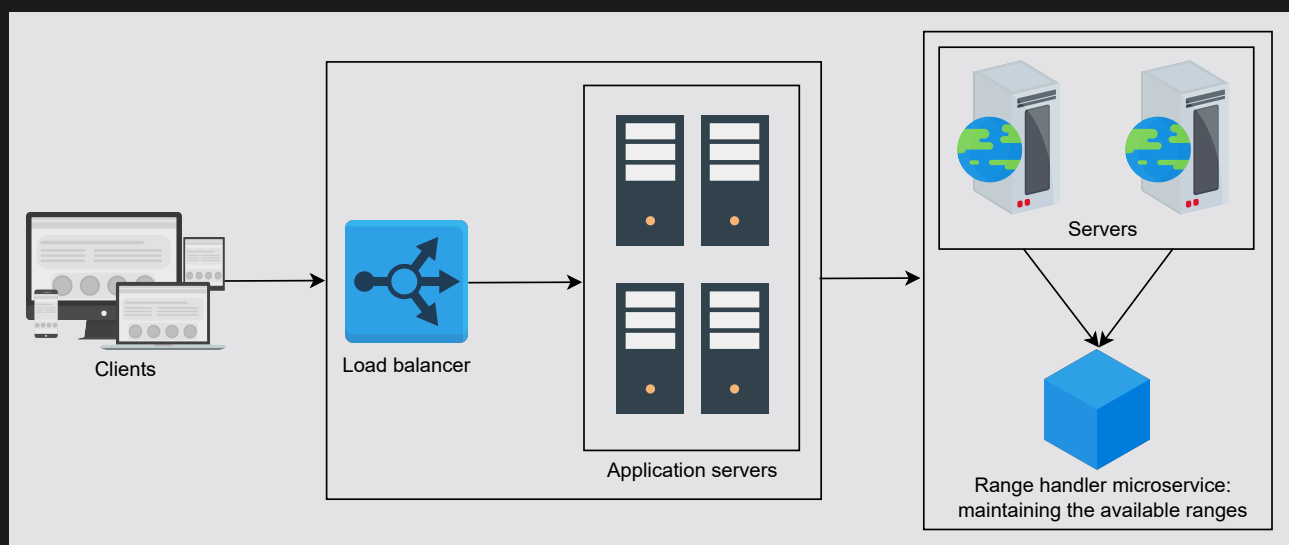 Clients
Load balancer
Application servers
Servers
Range handler microservice:
maintaining the available ranges